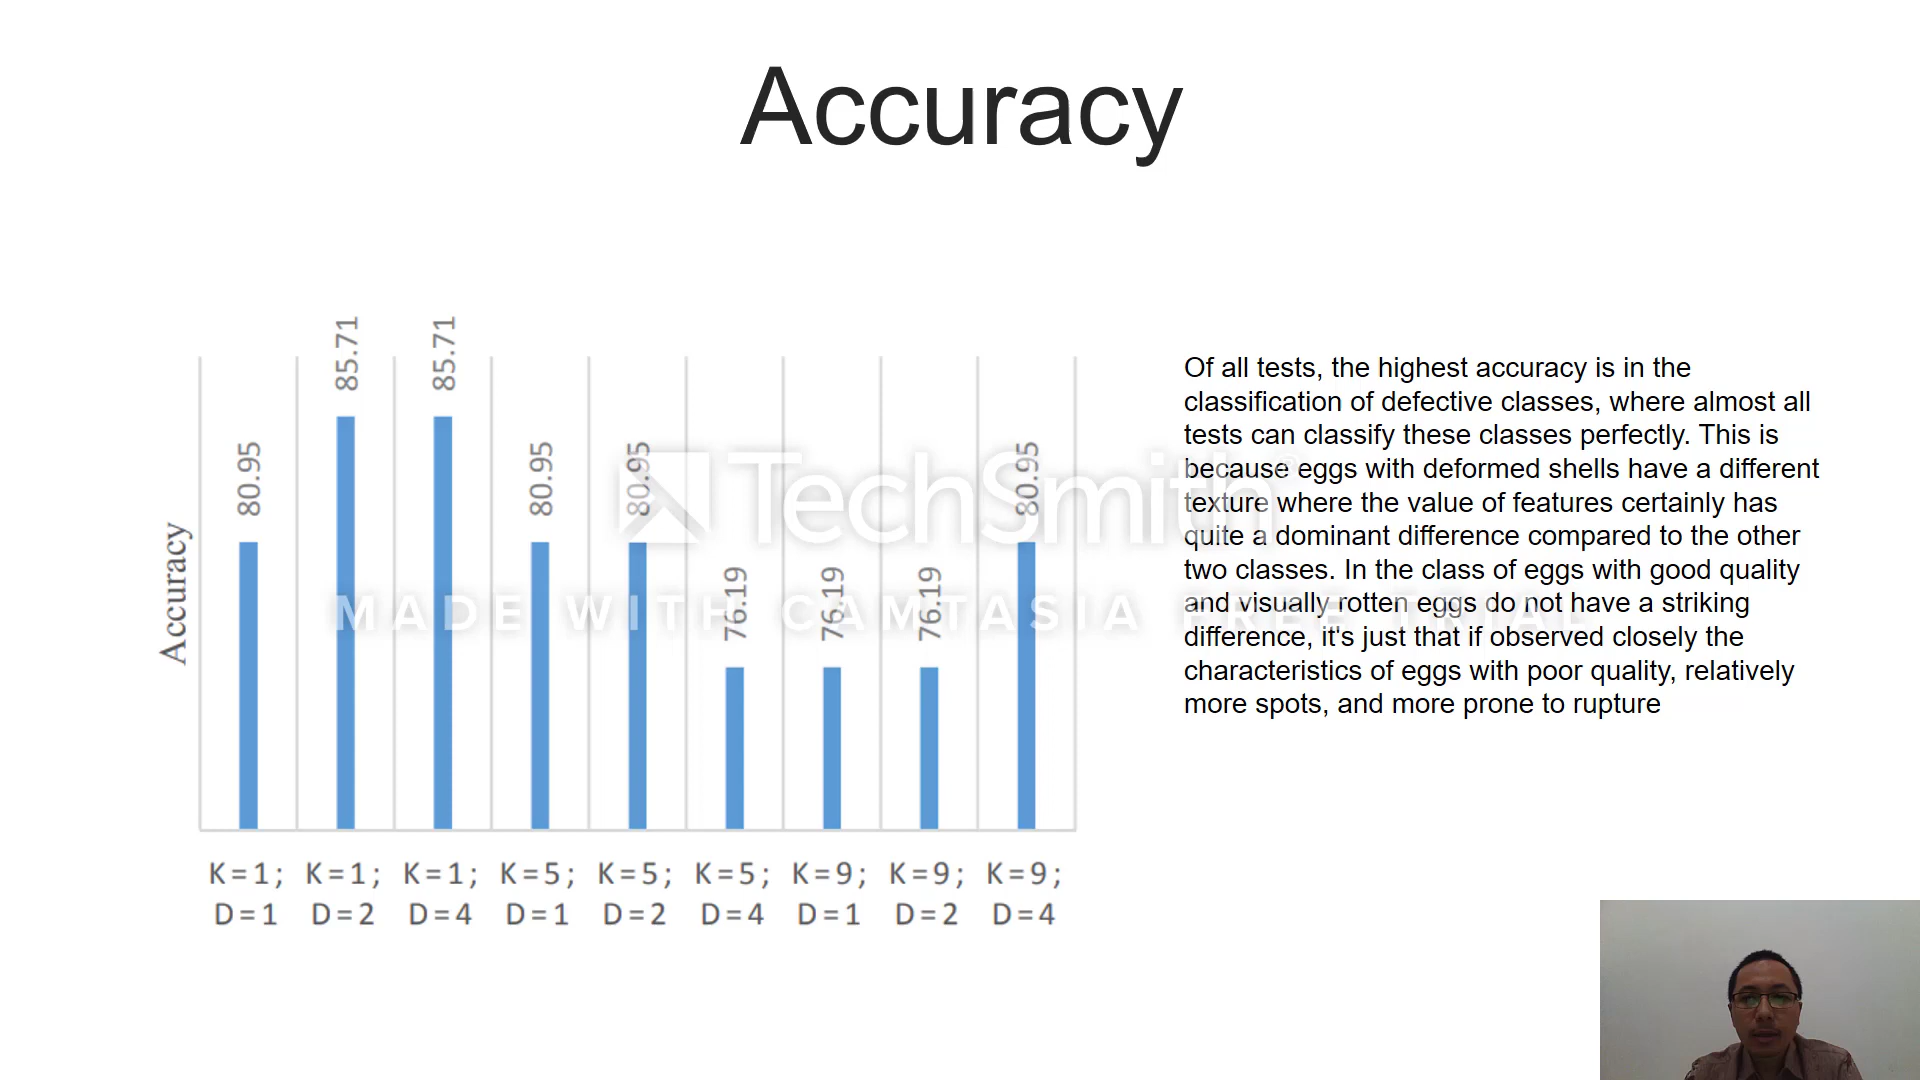 Accuracy
85.71
85.71
80.95
80.95
80.95
80.95
76.19
76.19
76.19
Accuracy
K=1; K=1; K=1; K=5; K=5; K=5; K=9; K=9; K=9;
D=1 D=2 D=4 D=1 D=2 D=4 D=1 D=2 D=4
Of all tests, the highest accuracy is in the
classification of defective classes, where almost all
tests can classify these classes perfectly. This is
because eggs with deformed shells have a different
texture where the value of features certainly has
quite a dominant difference compared to the other
two classes. In the class of eggs with good quality
and visually rotten eggs do not have a striking
difference, it's just that if observed closely the
characteristics of eggs with poor quality, relatively
more spots, and more prone to rupture
TechSmith®
MADE WITH CAMTASIA FREE TRIAL